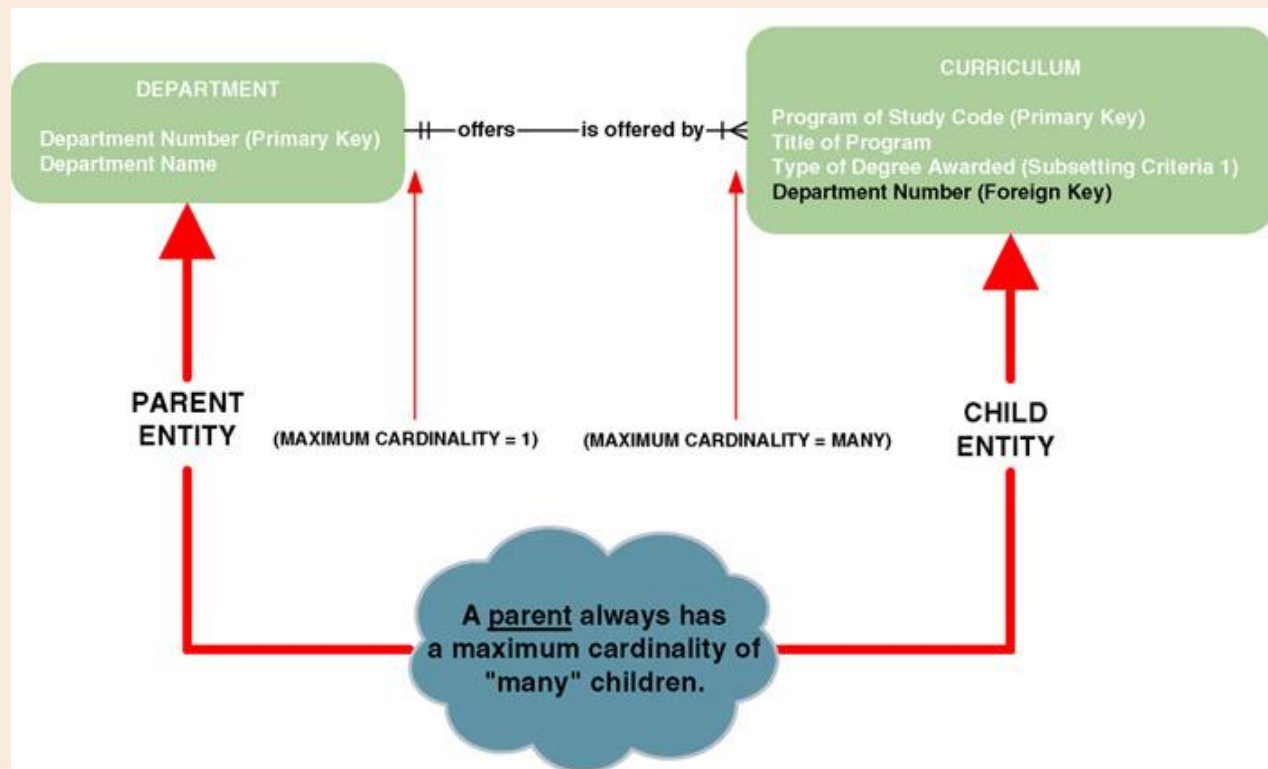 DEPARTMENT
Department Number (Primary Key)
Department Name
offers
is offered by
CURRICULUM
Program of Study Code (Primary Key)
Title of Program
Type of Degree Awarded (Subsetting Criteria 1)
Department Number (Foreign Key)
PARENT
ENTITY
(MAXIMUM CARDINALITY = 1)
(MAXIMUM CARDINALITY = MANY)
CHILD
ENTITY
A parent always has
a maximum cardinality of
"many" children.